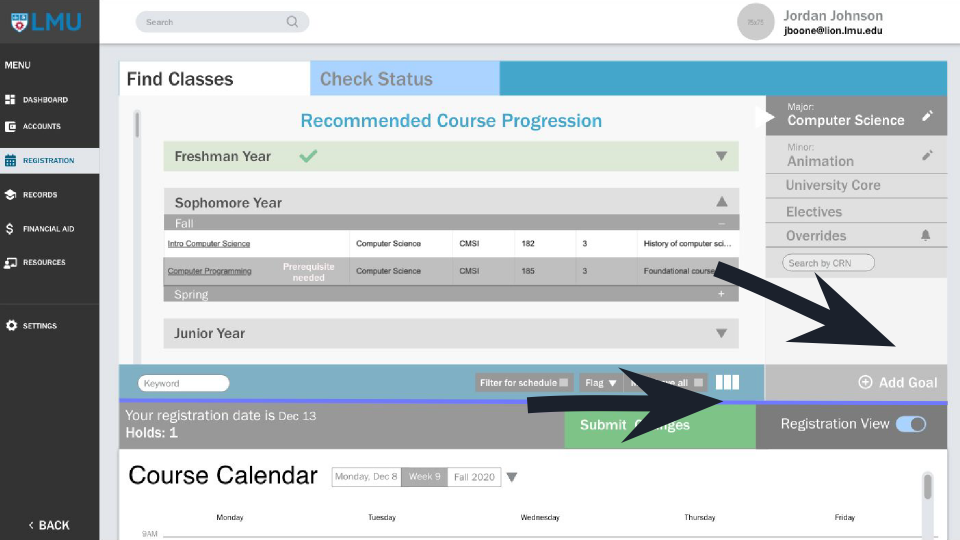 LMU
Search
75x75
Jordan Johnson
jboone@lion.lmu.edu
MENU
DASHBOARD
ACCOUNTS
REGISTRATION
RECORDS
FINANCIAL AID
RESOURCES
SETTINGS
< BACK
Find Classes
Check Status
Recommended Course Progression
Freshman Year
Sophomore Year
Fall
Intro Computer Science Computer Science CMSI 182 3 History of computer sci...
Computer Programming Prerequisite needed Computer Science CMSI 185 3 Foundational course
Spring
Junior Year
Major:
Computer Science
Minor:
Animation
University Core
Electives
Overrides
Search by CRN
Add Goal
Keyword
Filter for schedule
Flag
all
Your registration date is Dec 13
Holds: 1
Submit
Registration View
Course Calendar
Monday, Dec 8
Week 9
Fall 2020
Monday Tuesday Wednesday Thursday Friday
9AM